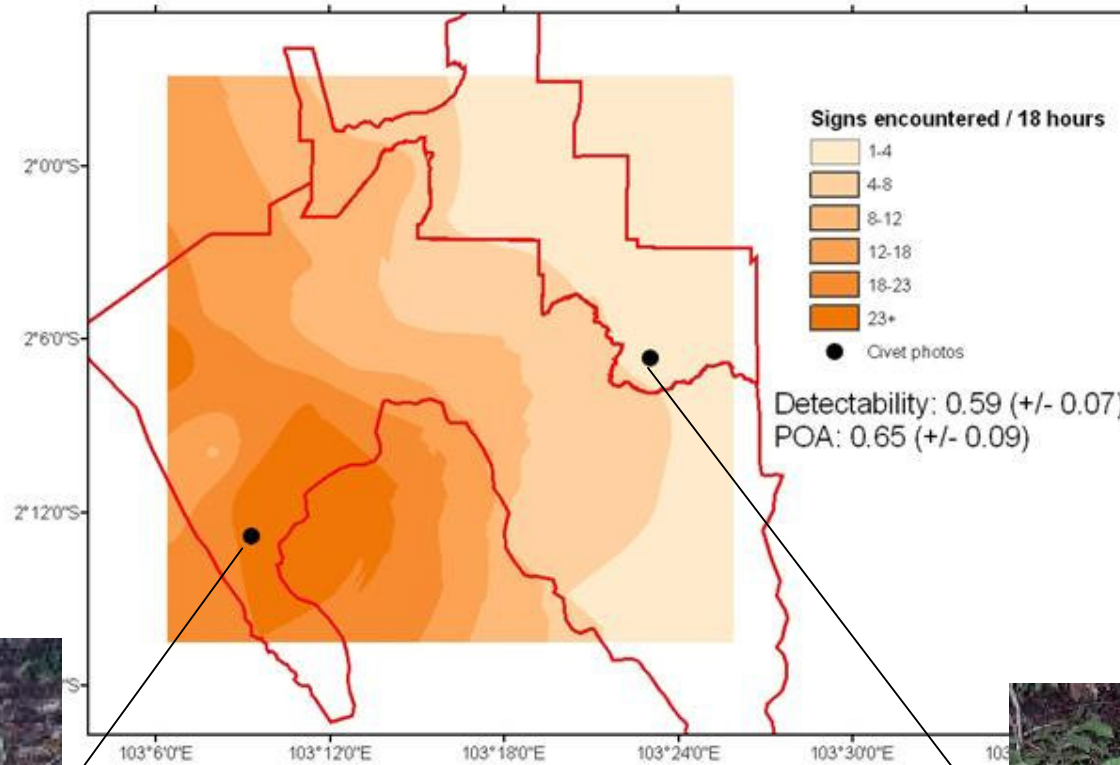 Signs encountered / 18 hours
1-4
4-8
8-12
12-18
18-23
23+
Civet photos
Detectability: 0.59 (+/- 0.07)
POA: 0.65 (+/- 0.09)
2°0'0"S
2°6'0"S
2°12'0"S
"S
103°6'0"E
103°12'0"E
103°18'0"E
103°24'0"E
103°30'0"E